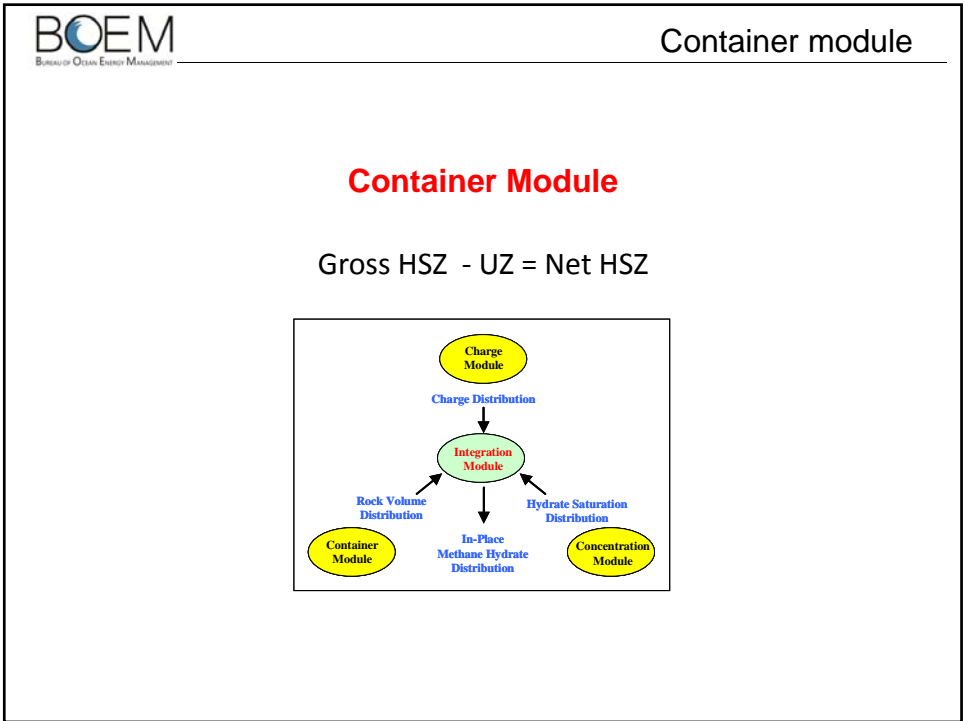 BOEM
BUREAU OF OCEAN ENERGY MANAGEMENT
Container module
Container Module
Gross HSZ - UZ = Net HSZ
Charge
Module
Charge Distribution
Integration
Module
Rock Volume
Distribution
Hydrate Saturation
Distribution
Container
Module
In-Place
Methane Hydrate
Distribution
Concentration
Module